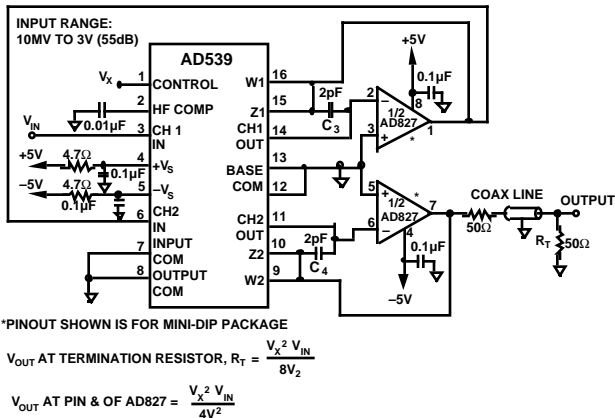 INPUT RANGE:
10MV TO 3V (55dB)
AD539
VX
1
CONTROL
2
HF COMP
0.01µF
VIN
3
CH 1
IN
+5V
4.7Ω
4
+VS
0.1µF
–5V
4.7Ω
5
–VS
0.1µF
CH2
6
IN
7
INPUT
COM
8
OUTPUT
COM
W1
16
Z1
15
2pF
C3
CH1
OUT
14
BASE
COM
13
12
CH2
OUT
11
Z2
10
2pF
C4
W2
9
+5V
0.1µF
8
2
–
1/2
AD827
1
3
+
*
5
+
*
1/2
AD827
7
6
–
4
0.1µF
–5V
50Ω
COAX LINE
OUTPUT
RT
50Ω
*PINOUT SHOWN IS FOR MINI-DIP PACKAGE
VOUT AT TERMINATION RESISTOR, RT = VX² VIN
8V2
VOUT AT PIN & OF AD827 = VX² VIN
4V²